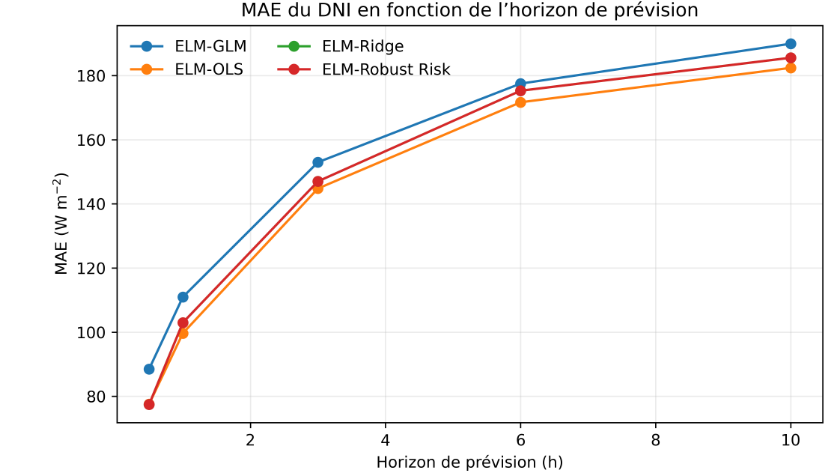 MAE du DNI en fonction de l’horizon de prévision
ELM-GLM
ELM-OLS
ELM-Ridge
ELM-Robust Risk
MAE (W m⁻²)
180
160
140
120
100
80
2 4 6 8 10
Horizon de prévision (h)